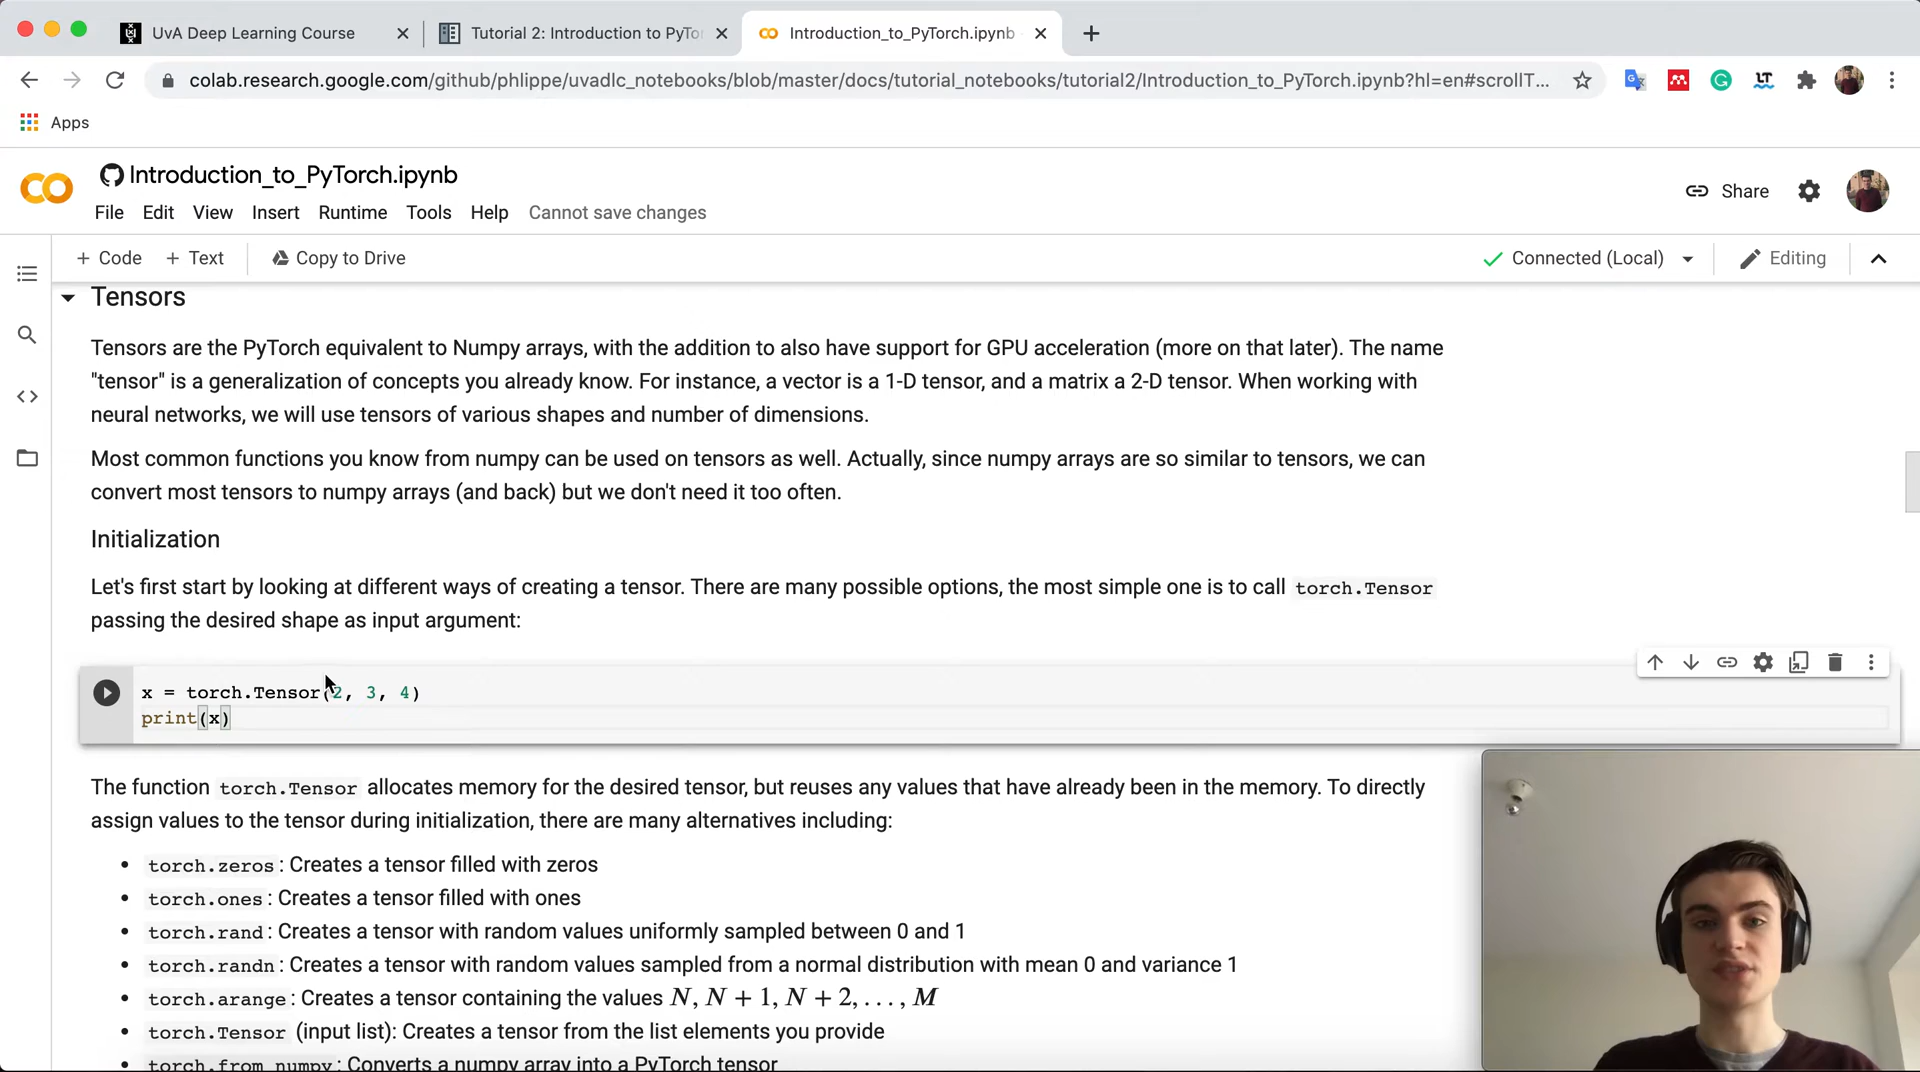 UvA Deep Learning Course
Tutorial 2: Introduction to PyTo
Introduction_to_PyTorch.ipynb
colab.research.google.com/github/phlippe/uvadlc_notebooks/blob/master/docs/tutorial_notebooks/tutorial2/Introduction_to_PyTorch.ipynb?hl=en#scrollT...
Apps
Introduction_to_PyTorch.ipynb
Share
File Edit View Insert Runtime Tools Help Cannot save changes
+ Code + Text Copy to Drive Connected (Local) Editing
Tensors
Tensors are the PyTorch equivalent to Numpy arrays, with the addition to also have support for GPU acceleration (more on that later). The name
"tensor" is a generalization of concepts you already know. For instance, a vector is a 1-D tensor, and a matrix a 2-D tensor. When working with
neural networks, we will use tensors of various shapes and number of dimensions.
Most common functions you know from numpy can be used on tensors as well. Actually, since numpy arrays are so similar to tensors, we can
convert most tensors to numpy arrays (and back) but we don't need it too often.
Initialization
Let's first start by looking at different ways of creating a tensor. There are many possible options, the most simple one is to call torch.Tensor
passing the desired shape as input argument:
x = torch.Tensor(2, 3, 4)
print(x)
The function torch.Tensor allocates memory for the desired tensor, but reuses any values that have already been in the memory. To directly
assign values to the tensor during initialization, there are many alternatives including:
• torch.zeros: Creates a tensor filled with zeros
• torch.ones: Creates a tensor filled with ones
• torch.rand: Creates a tensor with random values uniformly sampled between 0 and 1
• torch.randn: Creates a tensor with random values sampled from a normal distribution with mean 0 and variance 1
• torch.arange: Creates a tensor containing the values N, N + 1, N + 2, . . . , M
• torch.Tensor (input list): Creates a tensor from the list elements you provide
• torch.from_numpy: Converts a numpy array into a PyTorch tensor